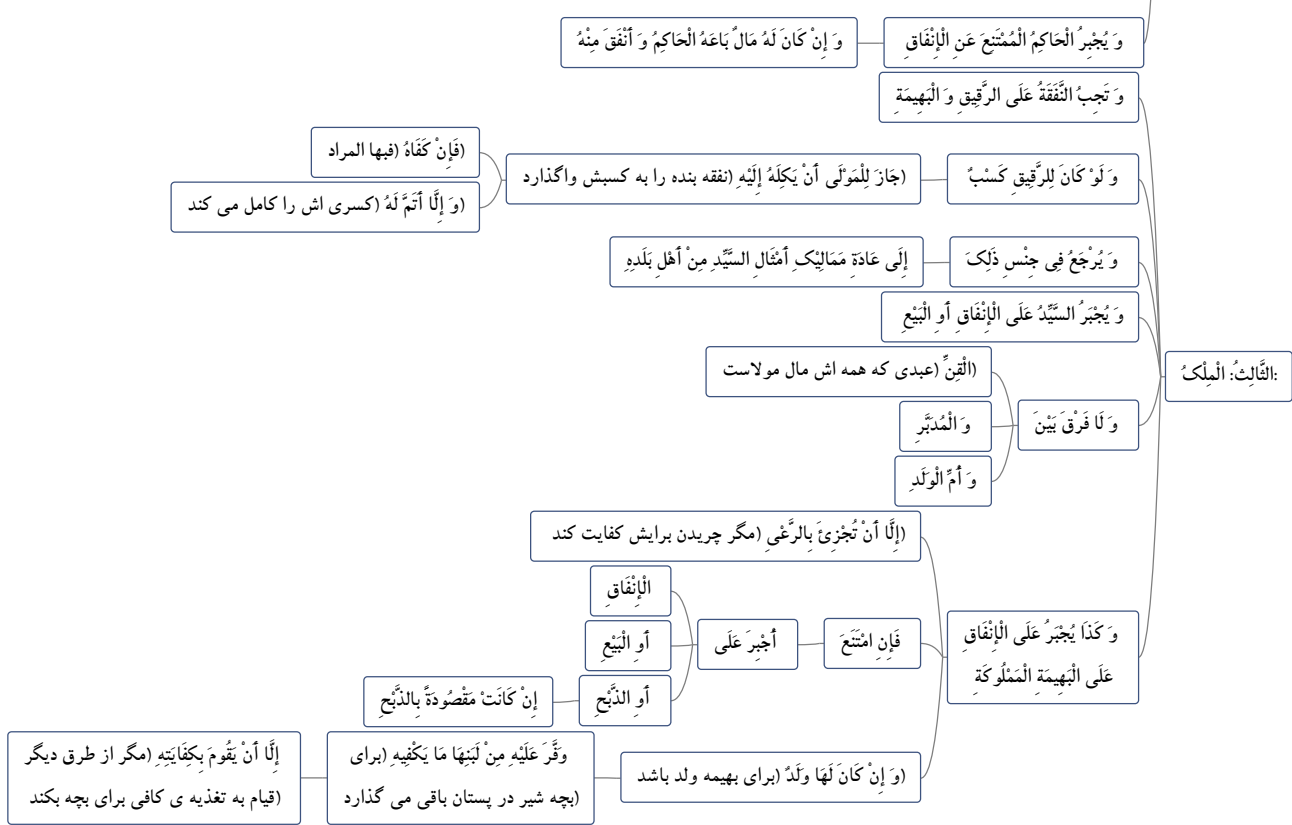 وَ يُجْبِرُ الْحَاكِمُ الْمُمْتَنِعَ عَنِ الْإِنْفَاقِ
وَ إِنْ كَانَ لَهُ مَالٌ بَاعَهُ الْحَاكِمُ وَ أَنْفَقَ مِنْهُ
:الثَّالِثُ: الْمِلْکُ
وَ تَجِبُ النَّفَقَةُ عَلَى الرَّقِيقِ وَ الْبَهِيمَةِ
وَ لَوْ كَانَ لِلرَّقِيقِ كَسْبٌ
(جَازَ لِلْمَوْلَى أَنْ يَكِلَهُ إِلَيْهِ (نفقه بنده را به کسبش واگذارد
(فَإِنْ كَفَاهُ (فبها المراد
(وَ إِلَّا أَتَمَّ لَهُ (کسری اش را کامل می کند
وَ يُرْجَعُ فِی جِنْسِ ذَلِکَ
إِلَى عَادَةِ مَمَالِيْکِ أَمْثَالِ السَّيِّدِ مِنْ أَهْلِ بَلَدِهِ
وَ يُجْبَرُ السَّيِّدُ عَلَى الْإِنْفَاقِ أَوِ الْبَيْعِ
وَ لَا فَرْقَ بَيْنَ
(الْقِنِّ (عبدی که همه اش مال مولاست
وَ الْمُدَبَّرِ
وَ أُمِّ الْوَلَدِ
وَ كَذَا يُجْبَرُ عَلَى الْإِنْفَاقِ
عَلَى الْبَهِيمَةِ الْمَمْلُوكَةِ
(إِلَّا أَنْ تُجْزِئَ بِالرَّعْیِ (مگر چریدن برایش کفایت کند
فَإِنِ امْتَنَعَ
أُجْبِرَ عَلَى
الْإِنْفَاقِ
أَوِ الْبَيْعِ
أَوِ الذَّبْحِ
إِنْ كَانَتْ مَقْصُودَةً بِالذَّبْحِ
(وَ إِنْ كَانَ لَهَا وَلَدٌ (برای بهیمه ولد باشد
وَفَّرَ عَلَيْهِ مِنْ لَبَنِهَا مَا يَكْفِيهِ (برای
(بچه شیر در پستان باقی می گذارد
إِلَّا أَنْ يَقُومَ بِكِفَايَتِهِ (مگر از طرق دیگر
(قیام به تغذیه ی کافی برای بچه بکند